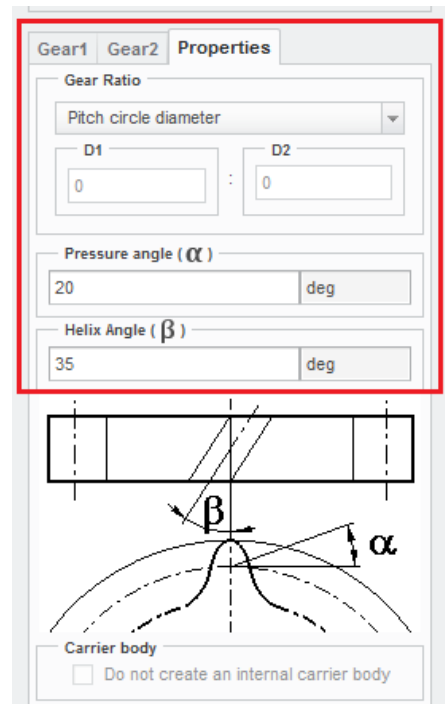 Gear1 Gear2 Properties
Gear Ratio
Pitch circle diameter
D1 D2
0 : 0
Pressure angle ( α )
20 deg
Helix Angle ( β )
35 deg
β
α
Carrier body
Do not create an internal carrier body